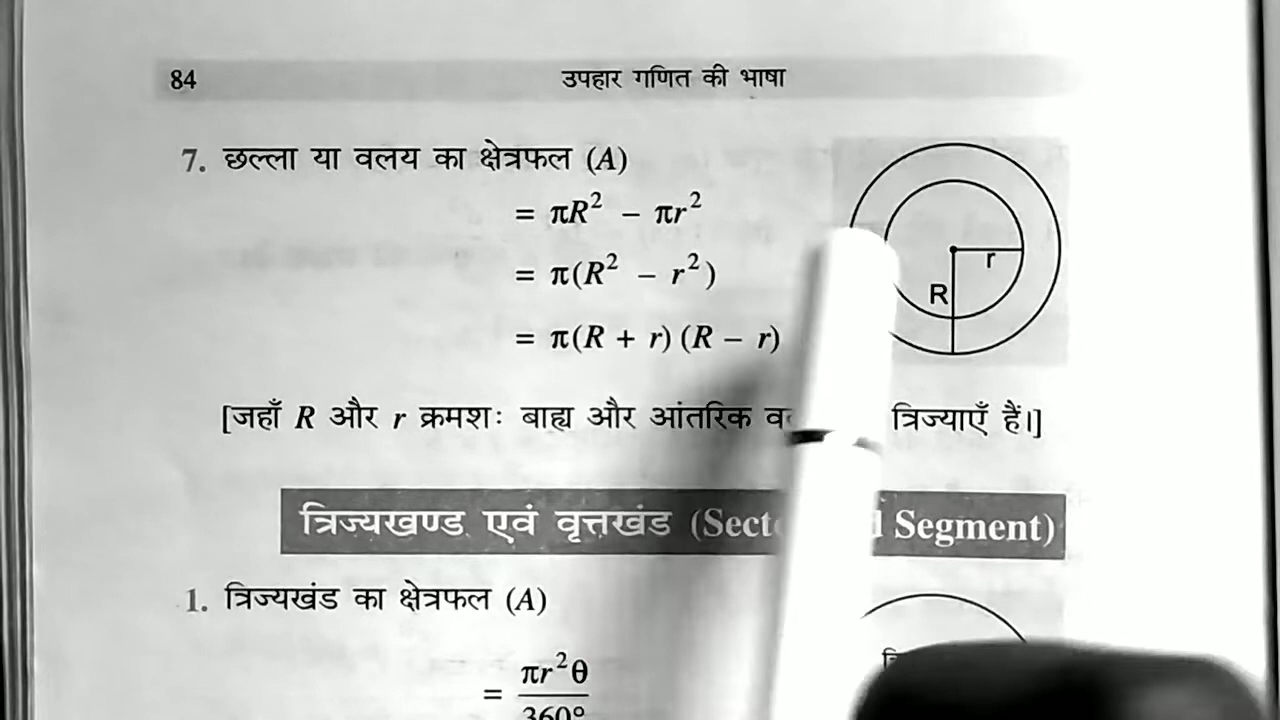 84 उपहार गणित की भाषा
7. छल्ला या वलय का क्षेत्रफल (A)
= πR² − πr²
= π(R² − r²)
= π(R + r) (R − r)
r
R
[जहाँ R और r क्रमशः बाह्य और आंतरिक त्रिज्याएँ हैं।]
त्रिज्यखण्ड एवं वृत्तखंड (Segment)
1. त्रिज्यखंड का क्षेत्रफल (A)
= πr²θ
360°